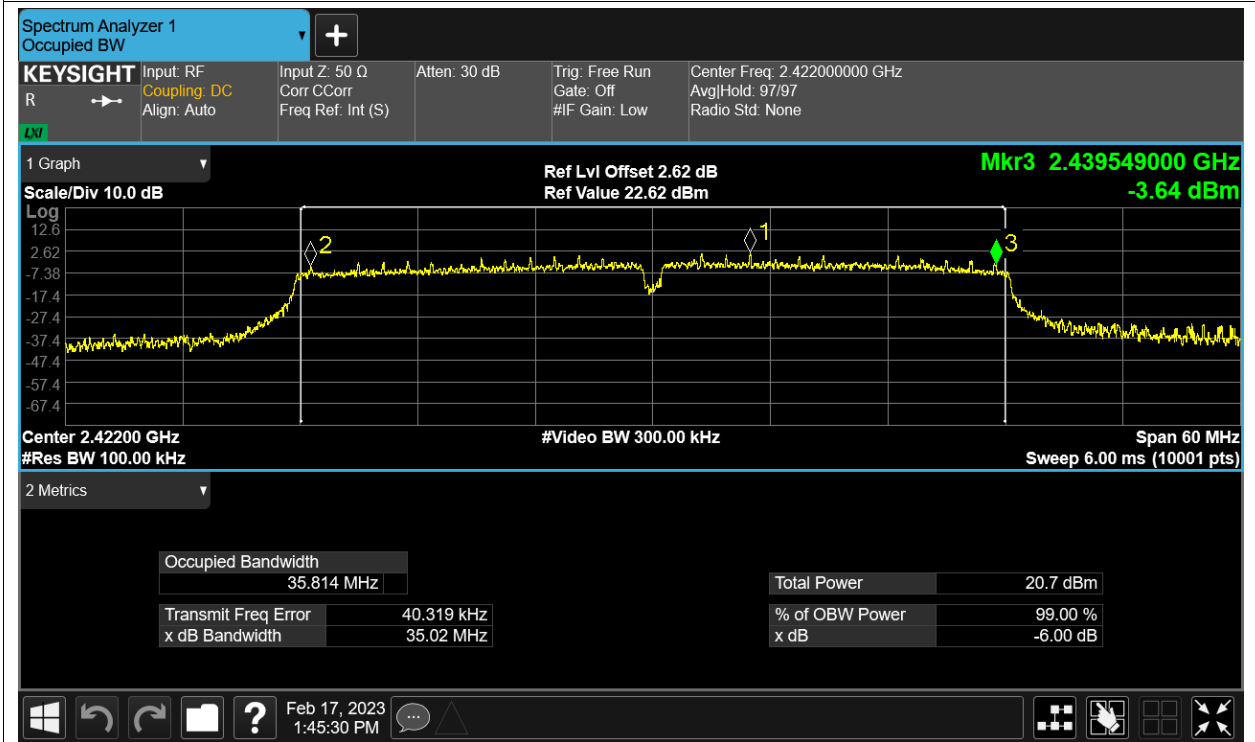 Spectrum Analyzer 1
Occupied BW
KEYSIGHT Input: RF Input Z: 50 Ω Atten: 30 dB Trig: Free Run Center Freq: 2.422000000 GHz
R Coupling: DC Corr CCorr Gate: Off Avg|Hold: 97/97
Align: Auto Freq Ref: Int (S) #IF Gain: Low Radio Std: None
LXI
1 Graph Ref Lvl Offset 2.62 dB Mkr3 2.439549000 GHz
Scale/Div 10.0 dB Ref Value 22.62 dBm -3.64 dBm
Log
12.6 1
2.62 2 3
-7.38
-17.4
-27.4
-37.4
-47.4
-57.4
-67.4
Center 2.42200 GHz #Video BW 300.00 kHz Span 60 MHz
#Res BW 100.00 kHz Sweep 6.00 ms (10001 pts)
2 Metrics
Occupied Bandwidth
35.814 MHz Total Power 20.7 dBm
Transmit Freq Error 40.319 kHz % of OBW Power 99.00 %
x dB Bandwidth 35.02 MHz x dB -6.00 dB
? Feb 17, 2023
1:45:30 PM